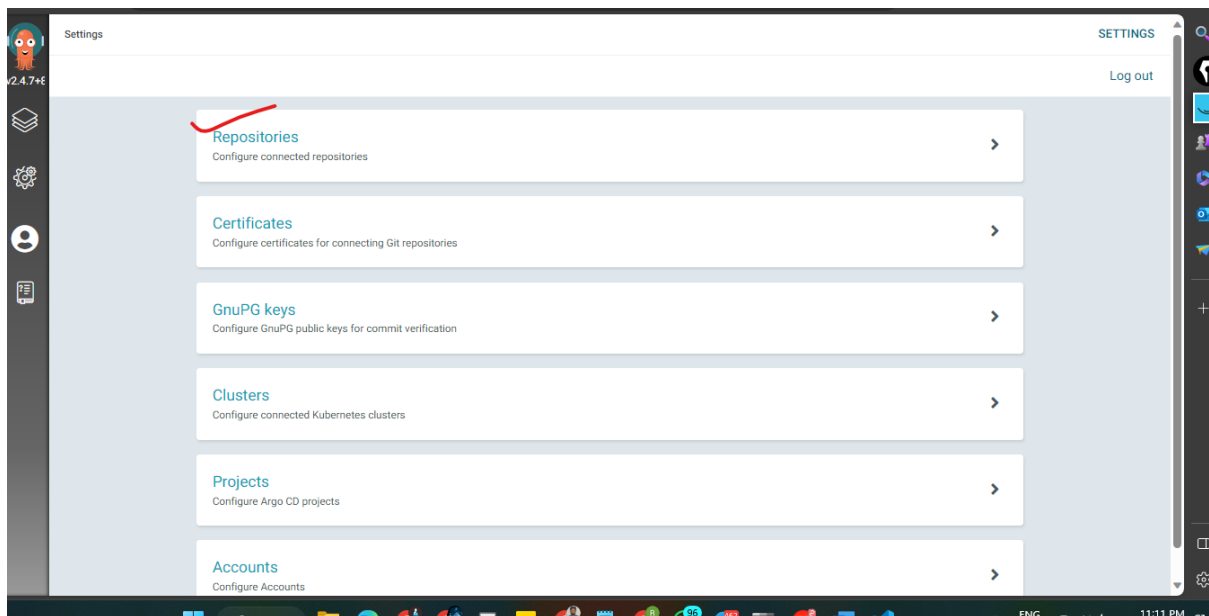 Settings
SETTINGS
v2.4.7+
Log out
Repositories
Configure connected repositories
Certificates
Configure certificates for connecting Git repositories
GnuPG keys
Configure GnuPG public keys for commit verification
Clusters
Configure connected Kubernetes clusters
Projects
Configure Argo CD projects
Accounts
Configure Accounts
96
ENG
11:11 PM